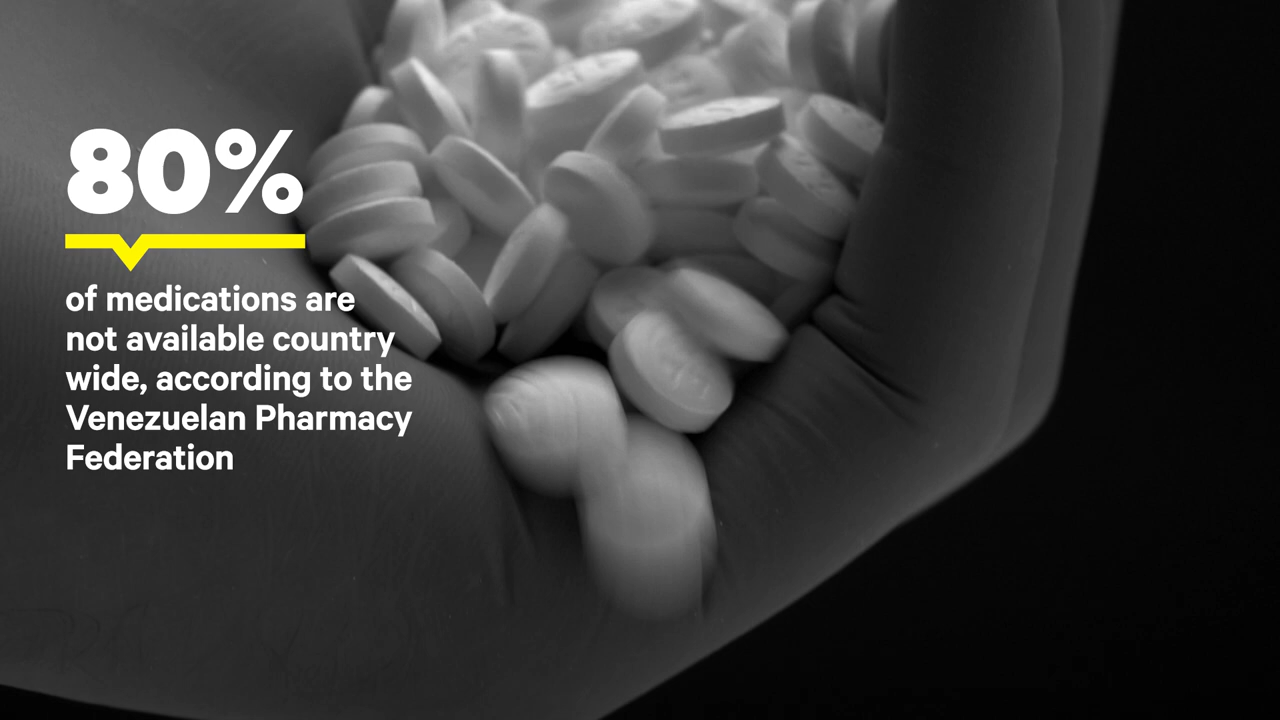 80%
of medications are
not available country
wide, according to the
Venezuelan Pharmacy
Federation